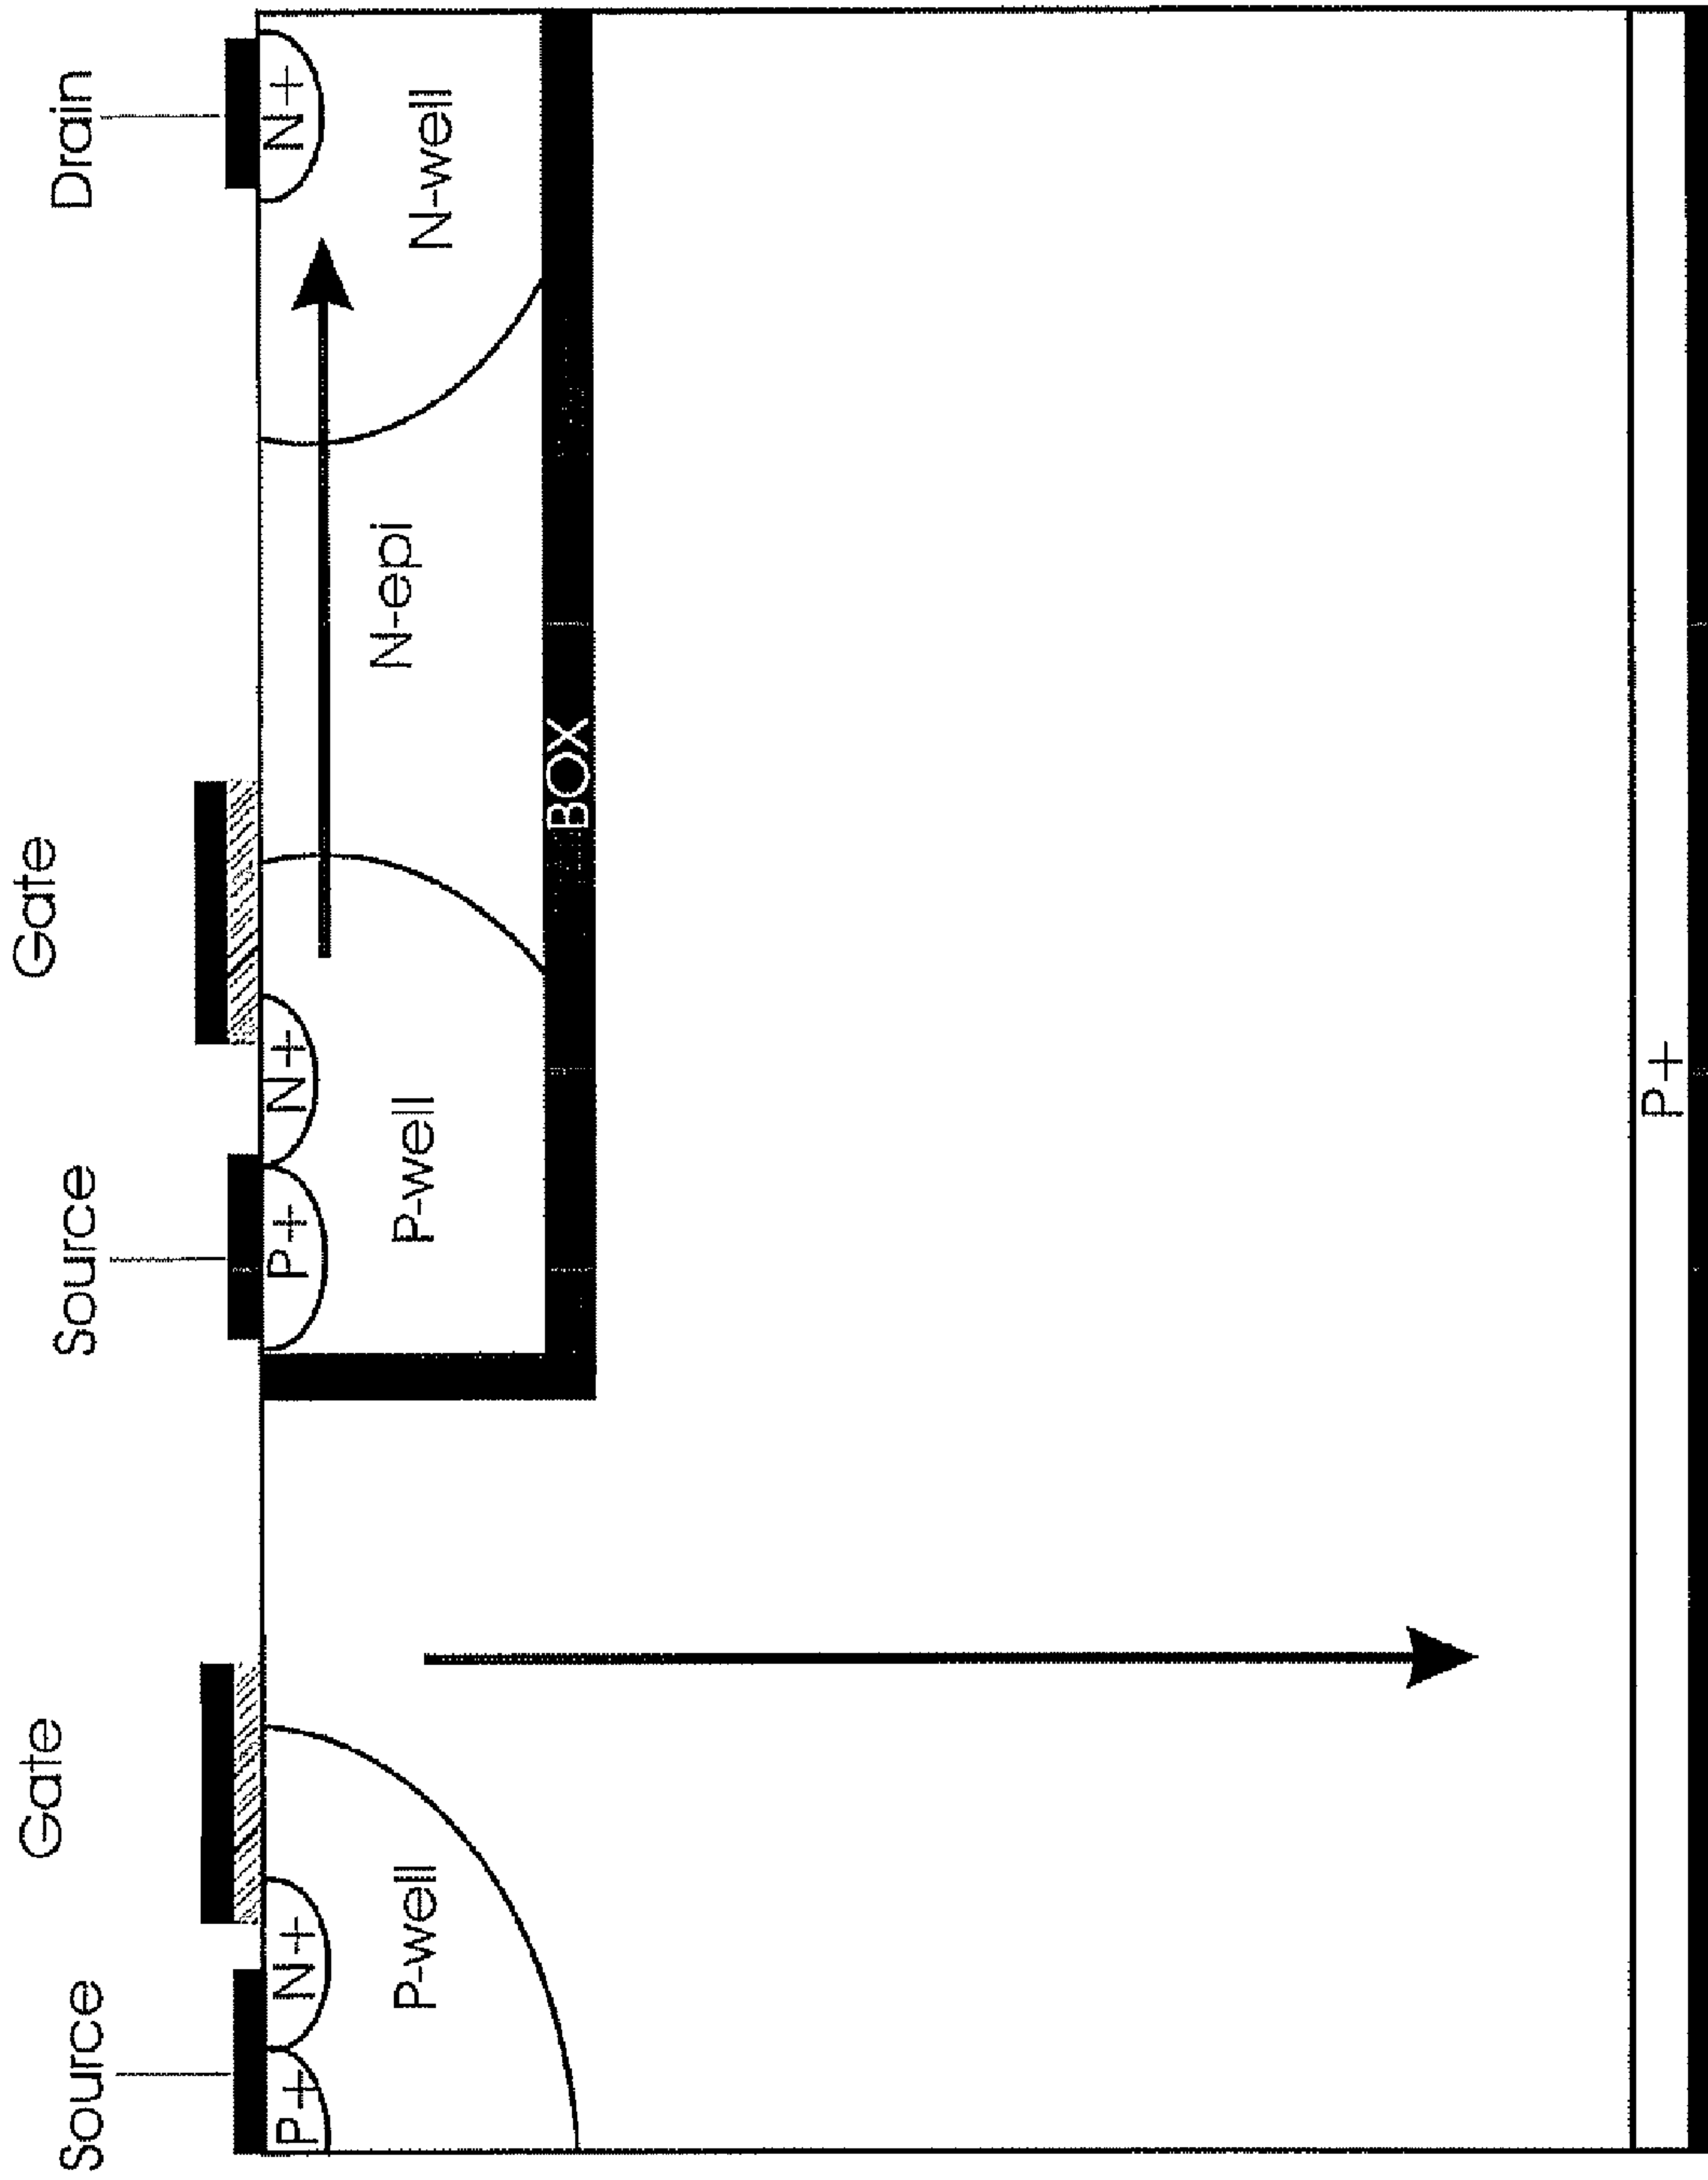 Gate
Gate
Source
Source
Drain
P+
N+
P+
N+
N+
P-well
P-well
N-epi
N-well
BOX
P+